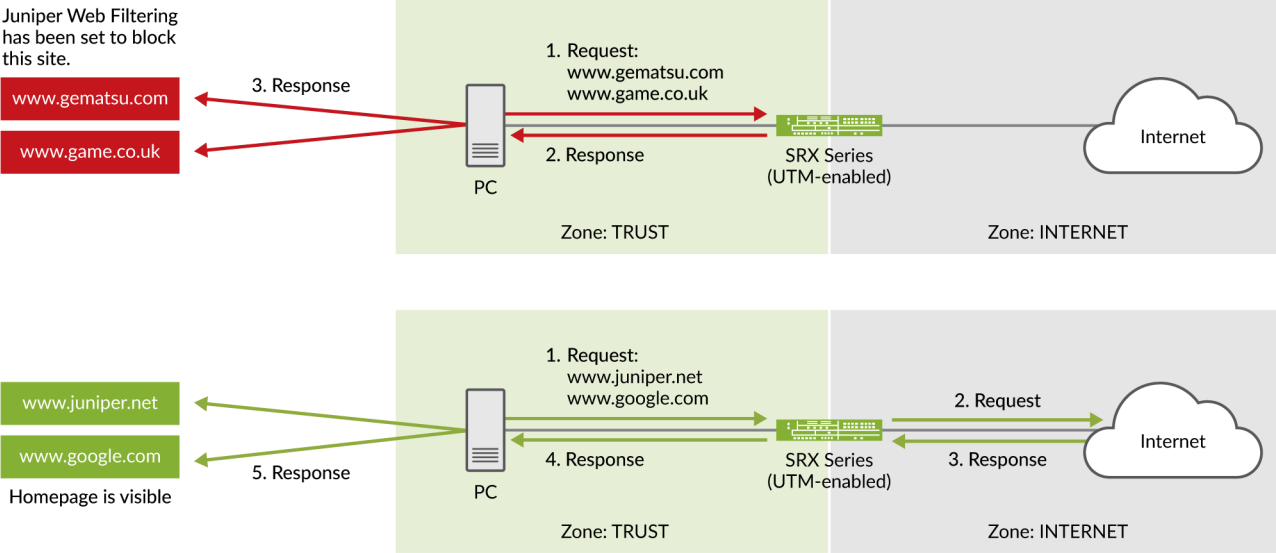 Juniper Web Filtering
has been set to block
this site.
www.gematsu.com
www.game.co.uk
3. Response
1. Request:
www.gematsu.com
www.game.co.uk
2. Response
PC
SRX Series
(UTM-enabled)
Internet
Zone: TRUST
Zone: INTERNET
www.juniper.net
www.google.com
Homepage is visible
5. Response
1. Request:
www.juniper.net
www.google.com
4. Response
PC
SRX Series
(UTM-enabled)
2. Request
3. Response
Internet
Zone: TRUST
Zone: INTERNET